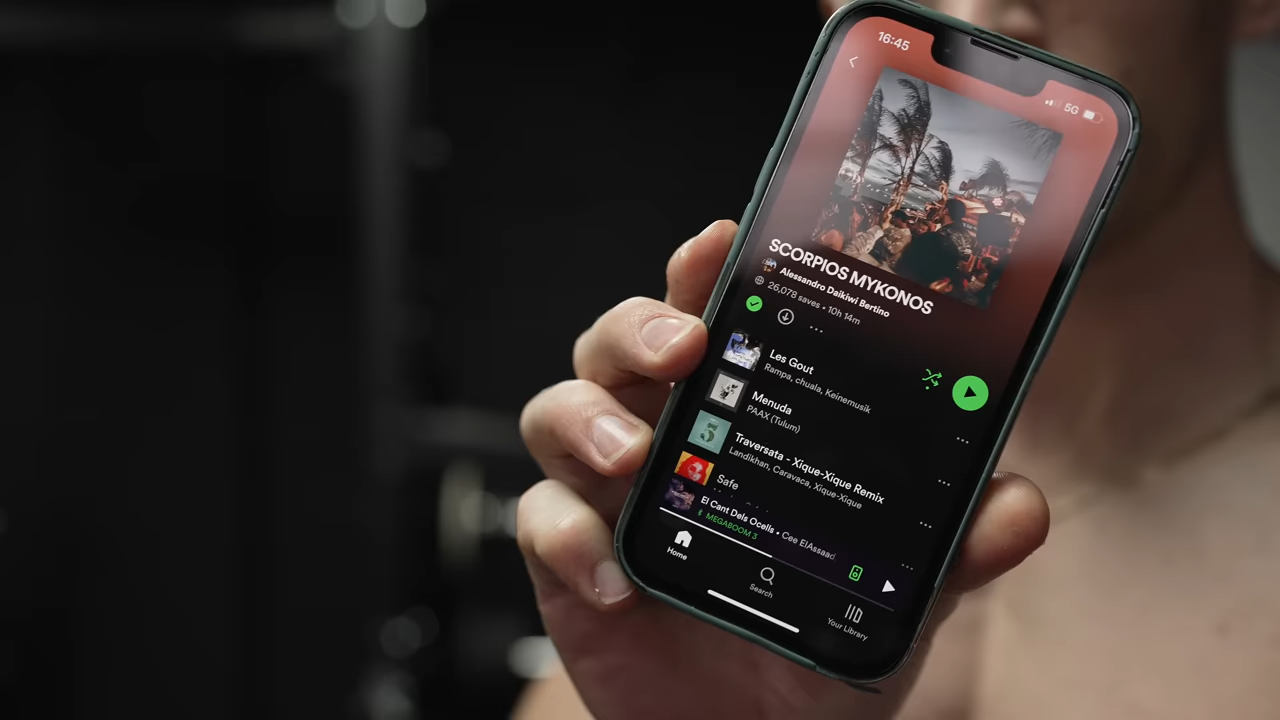 16:45
5G
SCORPIOS MYKONOS
Alessandro Daikiwi Bertino
26,078 saves • 10h 14m
Les Gout
Rampa, chuala, Keinemusik
Menuda
PAAX (Tulum)
Traversata - Xique-Xique Remix
Landikhan, Caravaca, Xique-Xique
Safe
El Cant Dels Ocells • Cee ElAssaad
MEGABOOM 3
Home
Search
Your Library